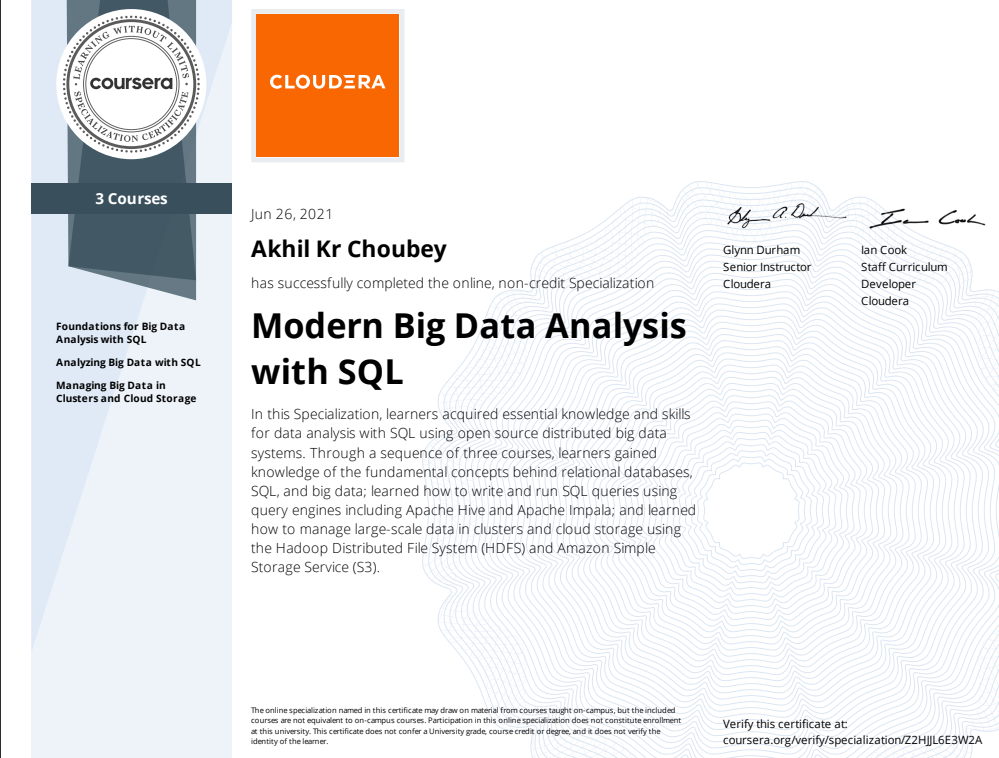 LEARNING WITHOUT LIMITS
coursera
SPECIALIZATION CERTIFICATE
3 Courses
Foundations for Big Data
Analysis with SQL
Analyzing Big Data with SQL
Managing Big Data in
Clusters and Cloud Storage
CLOUDERA
Jun 26, 2021
Akhil Kr Choubey
has successfully completed the online, non-credit Specialization
Modern Big Data Analysis
with SQL
In this Specialization, learners acquired essential knowledge and skills
for data analysis with SQL using open source distributed big data
systems. Through a sequence of three courses, learners gained
knowledge of the fundamental concepts behind relational databases,
SQL, and big data; learned how to write and run SQL queries using
query engines including Apache Hive and Apache Impala; and learned
how to manage large-scale data in clusters and cloud storage using
the Hadoop Distributed File System (HDFS) and Amazon Simple
Storage Service (S3).
Glynn Durham
Senior Instructor
Cloudera
Ian Cook
Ian Cook
Staff Curriculum
Developer
Cloudera
The online specialization named in this certificate may draw on material from courses taught on-campus, but the included
courses are not equivalent to on-campus courses. Participation in this online specialization does not constitute enrollment
at this university. This certificate does not confer a University grade, course credit or degree, and it does not verify the
identity of the learner.
Verify this certificate at:
coursera.org/verify/specialization/Z2HJJL6E3W2A